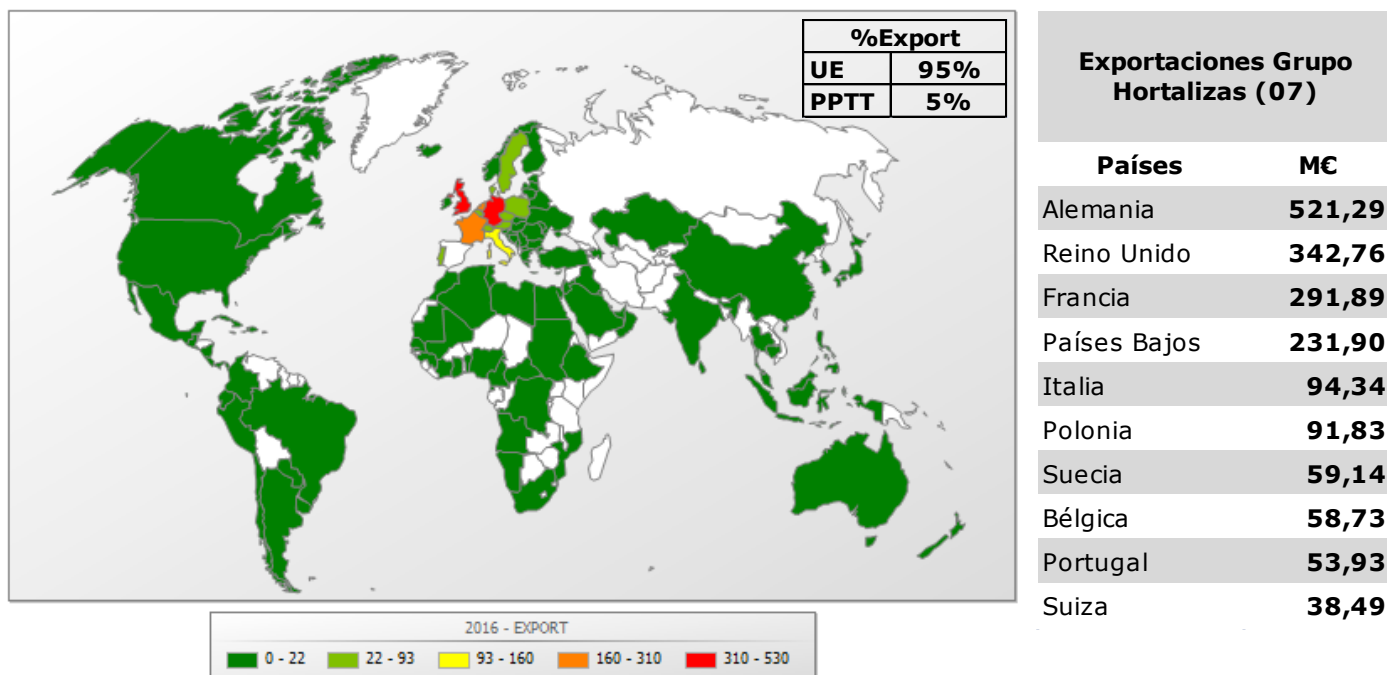 %Export
UE 95%
PPTT 5%
2016 - EXPORT
0 - 22 22 - 93 93 - 160 160 - 310 310 - 530
Exportaciones Grupo
Hortalizas (07)
Países M€
Alemania 521,29
Reino Unido 342,76
Francia 291,89
Países Bajos 231,90
Italia 94,34
Polonia 91,83
Suecia 59,14
Bélgica 58,73
Portugal 53,93
Suiza 38,49